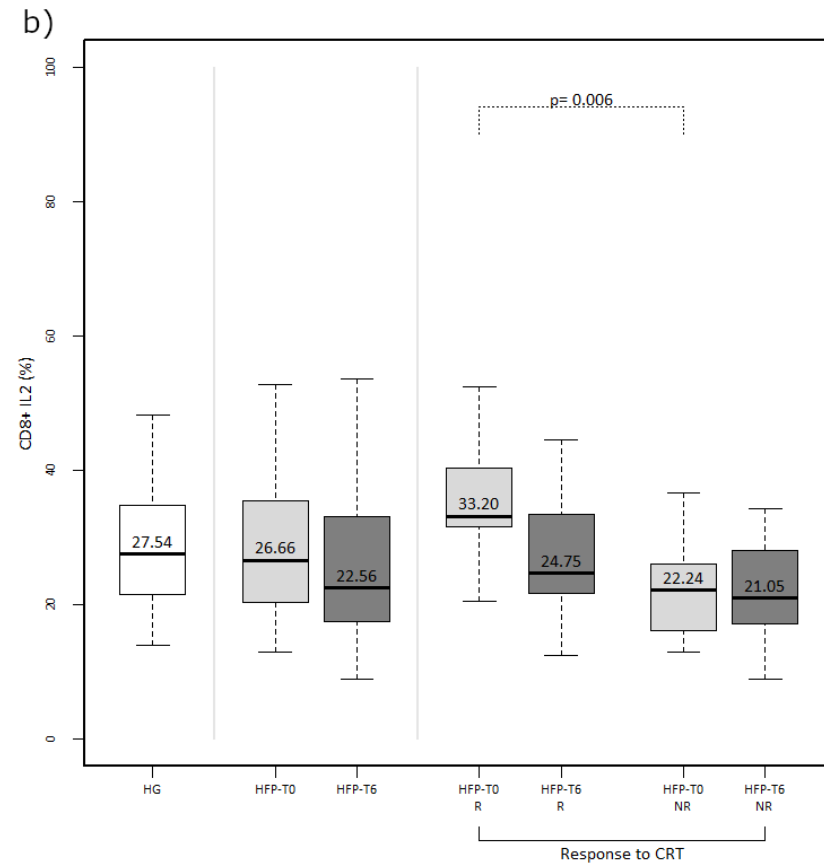 b)
p= 0.006
100
80
60
40
20
0
CD8+ IL2 (%)
27.54
26.66
22.56
33.20
24.75
22.24
21.05
HG
HFP-T0
HFP-T6
HFP-T0
R
HFP-T6
R
HFP-T0
NR
HFP-T6
NR
Response to CRT